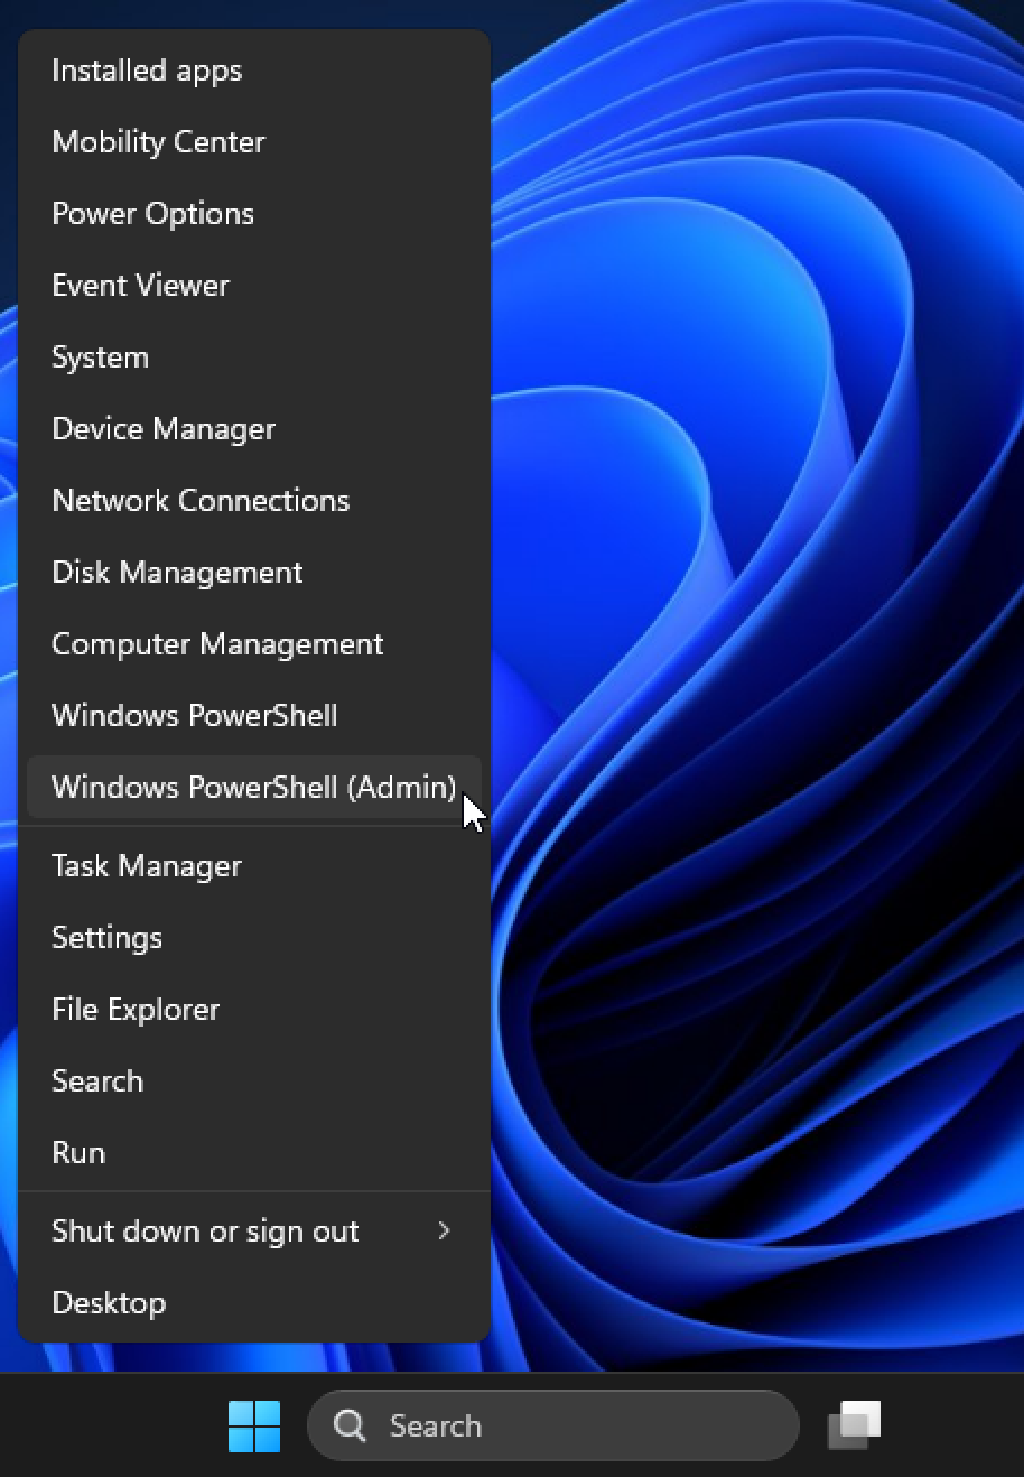 Installed apps
Mobility Center
Power Options
Event Viewer
System
Device Manager
Network Connections
Disk Management
Computer Management
Windows PowerShell
Windows PowerShell (Admin)
Task Manager
Settings
File Explorer
Search
Run
Shut down or sign out
Desktop
Search